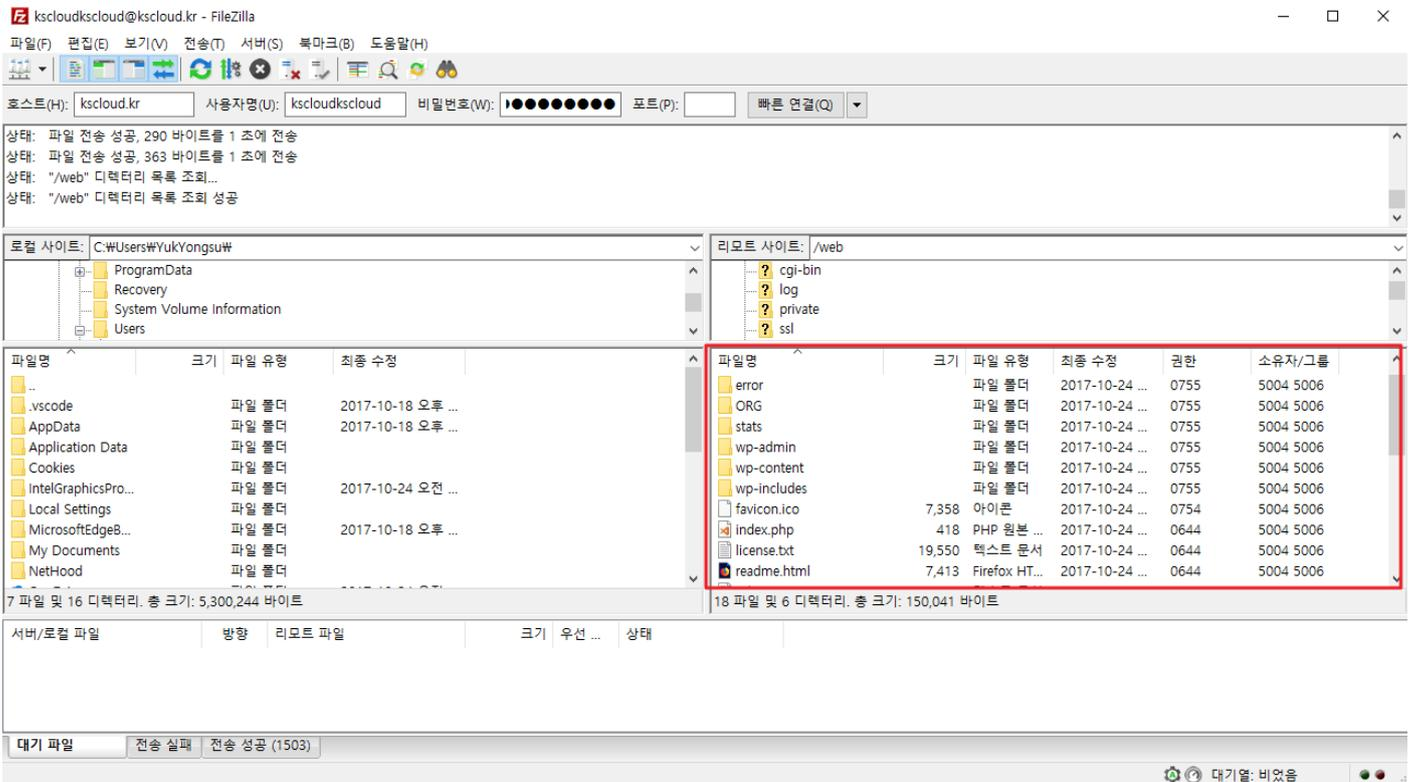 kscloudkscloud@kscloud.kr - FileZilla
파일(F) 편집(E) 보기(V) 전송(T) 서버(S) 북마크(B) 도움말(H)
호스트(H): kscloud.kr 사용자명(U): kscloudkscloud 비밀번호(W): ●●●●●●●●● 포트(P): 빠른 연결(Q)
상태: 파일 전송 성공, 290 바이트를 1 초에 전송
상태: 파일 전송 성공, 363 바이트를 1 초에 전송
상태: "/web" 디렉터리 목록 조회...
상태: "/web" 디렉터리 목록 조회 성공
로컬 사이트: C:₩Users₩YukYongsu₩
ProgramData
Recovery
System Volume Information
Users
리모트 사이트: /web
? cgi-bin
? log
? private
? ssl
파일명 크기 파일 유형 최종 수정
..
.vscode 파일 폴더 2017-10-18 오후 ...
AppData 파일 폴더 2017-10-18 오후 ...
Application Data 파일 폴더
Cookies 파일 폴더
IntelGraphicsPro... 파일 폴더 2017-10-24 오전 ...
Local Settings 파일 폴더
MicrosoftEdgeB... 파일 폴더 2017-10-18 오후 ...
My Documents 파일 폴더
NetHood 파일 폴더
7 파일 및 16 디렉터리. 총 크기: 5,300,244 바이트
파일명 크기 파일 유형 최종 수정 권한 소유자/그룹
error 파일 폴더 2017-10-24 ... 0755 5004 5006
ORG 파일 폴더 2017-10-24 ... 0755 5004 5006
stats 파일 폴더 2017-10-24 ... 0755 5004 5006
wp-admin 파일 폴더 2017-10-24 ... 0755 5004 5006
wp-content 파일 폴더 2017-10-24 ... 0755 5004 5006
wp-includes 파일 폴더 2017-10-24 ... 0755 5004 5006
favicon.ico 7,358 아이콘 2017-10-24 ... 0754 5004 5006
index.php 418 PHP 원본 ... 2017-10-24 ... 0644 5004 5006
license.txt 19,550 텍스트 문서 2017-10-24 ... 0644 5004 5006
readme.html 7,413 Firefox HT... 2017-10-24 ... 0644 5004 5006
18 파일 및 6 디렉터리. 총 크기: 150,041 바이트
서버/로컬 파일 방향 리모트 파일 크기 우선 ... 상태
대기 파일 전송 실패 전송 성공 (1503)
대기열: 비었음